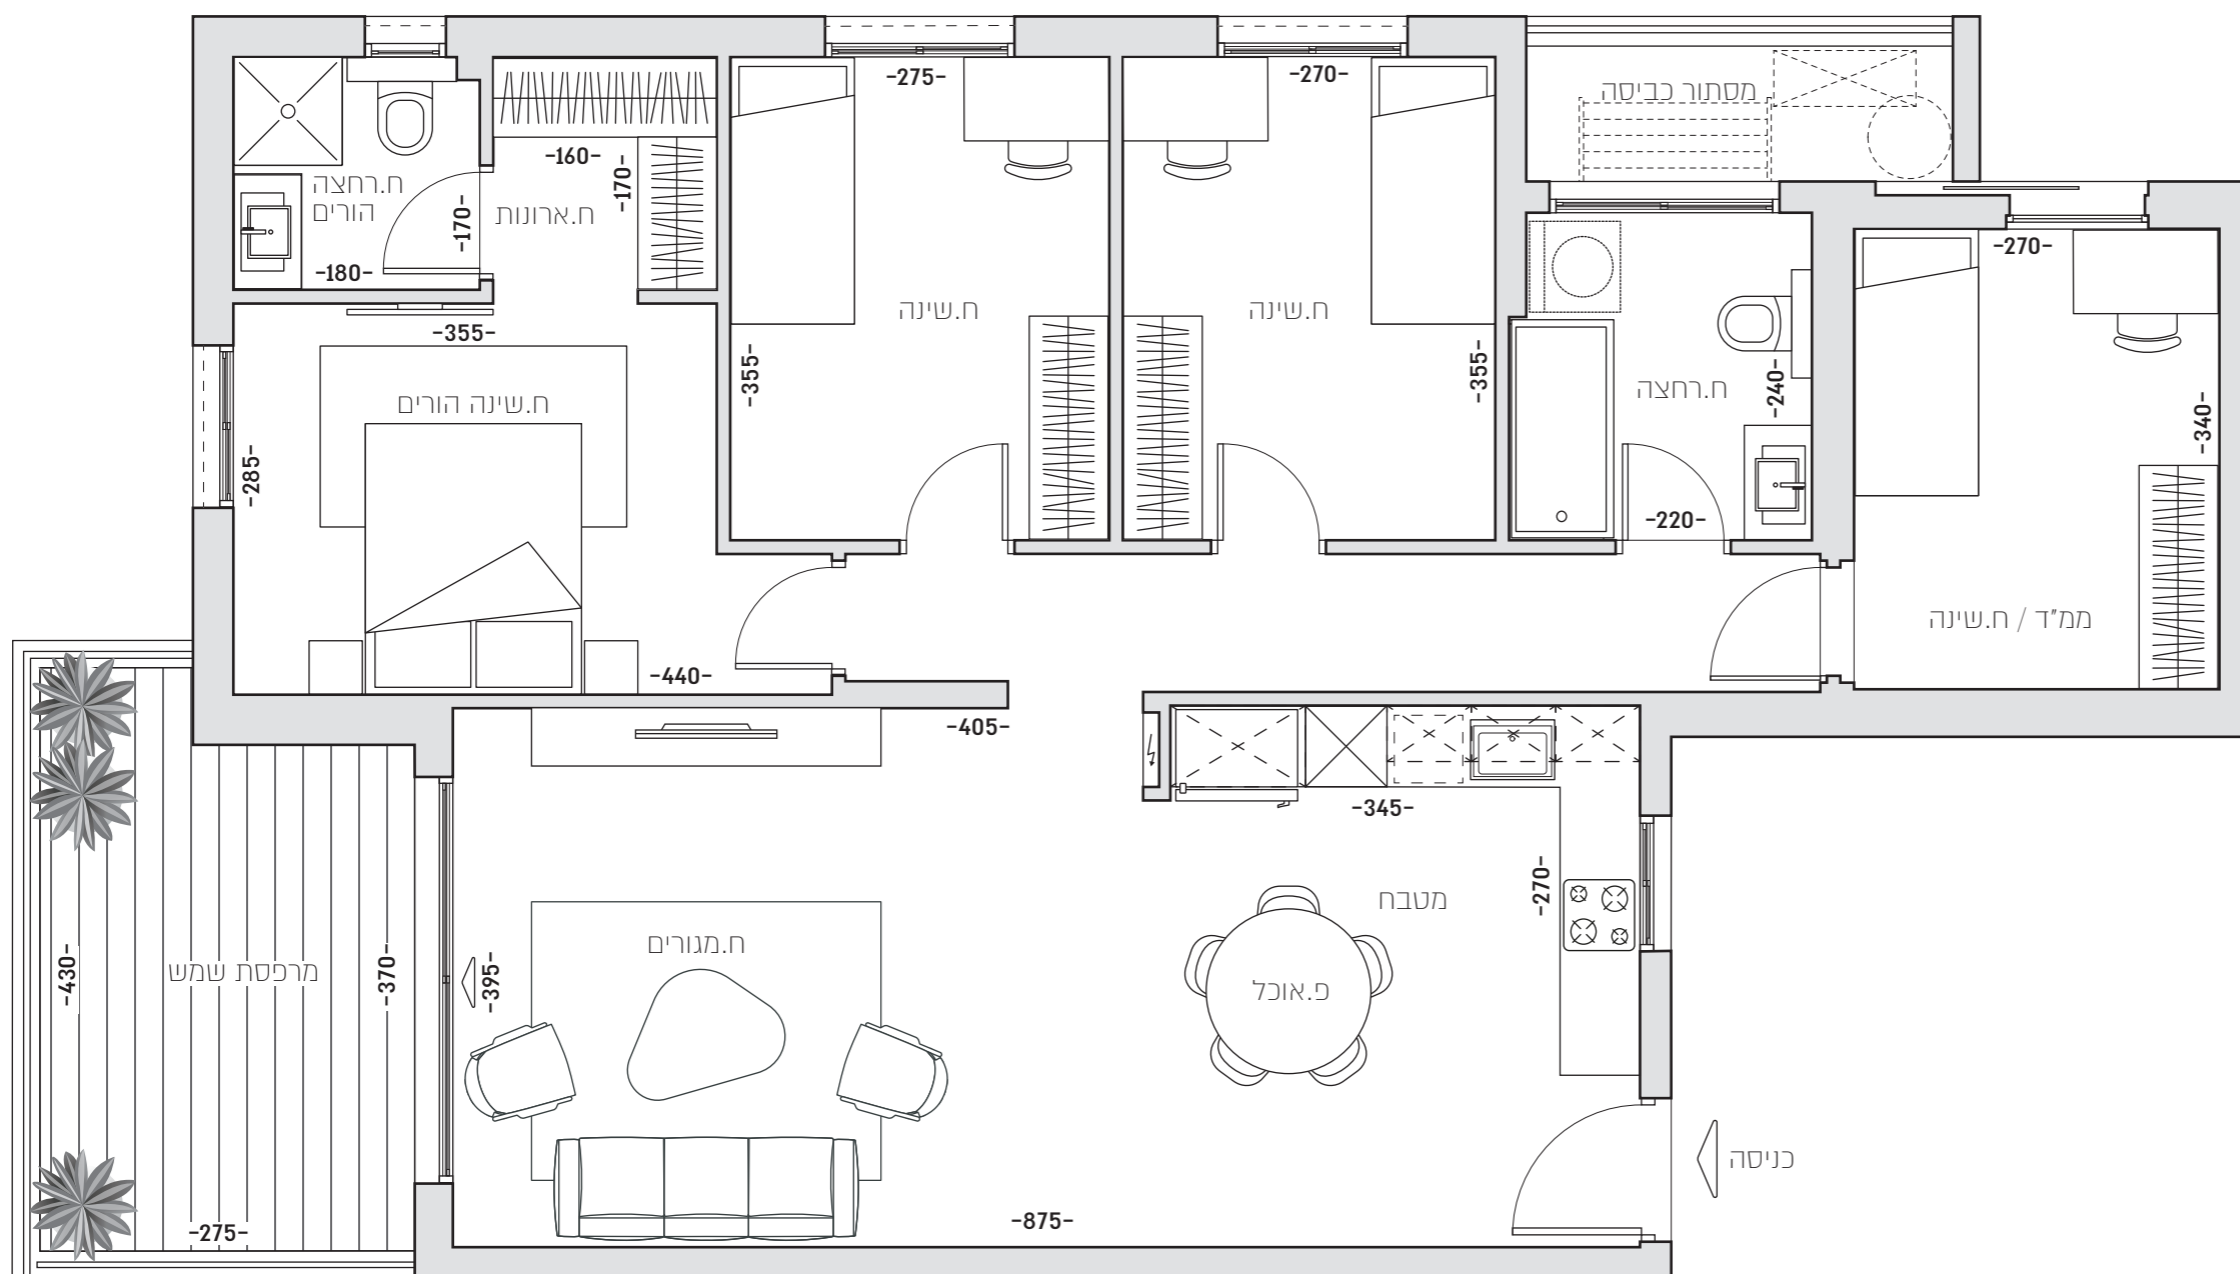 -275-
-270-
מסתור כביסה
-160-
-170-
ח.רחצה
הורים
ח.ארונות
-170-
-180-
-270-
ח.שינה
ח.שינה
-355-
-355-
-355-
ח.רחצה
-240-
ח.שינה הורים
-285-
-340-
-220-
ממ"ד / ח.שינה
-440-
-405-
-345-
מטבח
-270-
ח.מגורים
פ.אוכל
מרפסת שמש
-430-
-370-
-395-
כניסה
-275-
-875-